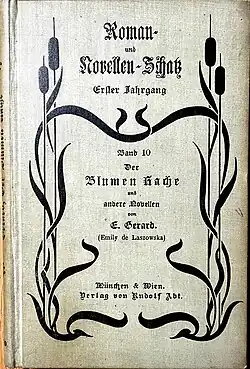 Roman-
und
Novellen-Schatz
Erster Jahrgang
Band 10
Der
Blumen Rache
und
andere Novellen
von
E. Gerard.
(Emily de Laszowska)
München & Wien.
Verlag von Rudolf Abt.